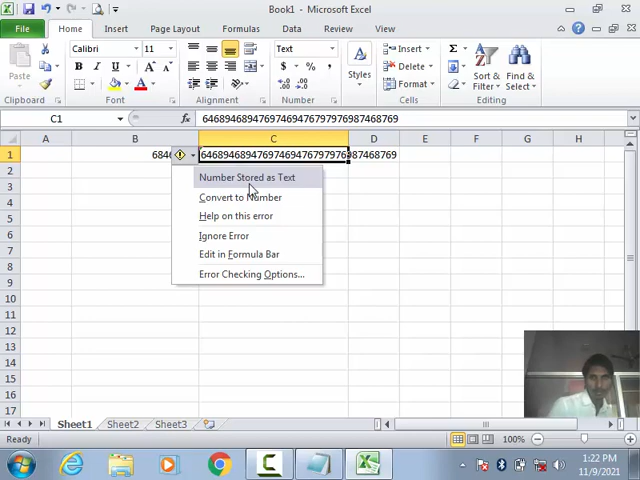 Book1 - Microsoft Excel
File Home Insert Page Layout Formulas Data Review View
Calibri 11 Text Insert Σ
Paste B I U $ % , Styles Delete Sort & Filter Find & Select
A Format
Clipboard Font Alignment Number Cells Editing
C1 fx 64689468947697469476797976987468769
A B C D E F G H
1 6846 64689468947697469476797976987468769
2
3
4
5
6
7
8
9
10
11
12
13
14
15
16
17
Number Stored as Text
Convert to Number
Help on this error
Ignore Error
Edit in Formula Bar
Error Checking Options...
Sheet1 Sheet2 Sheet3
Ready 100%
1:22 PM
11/9/2021